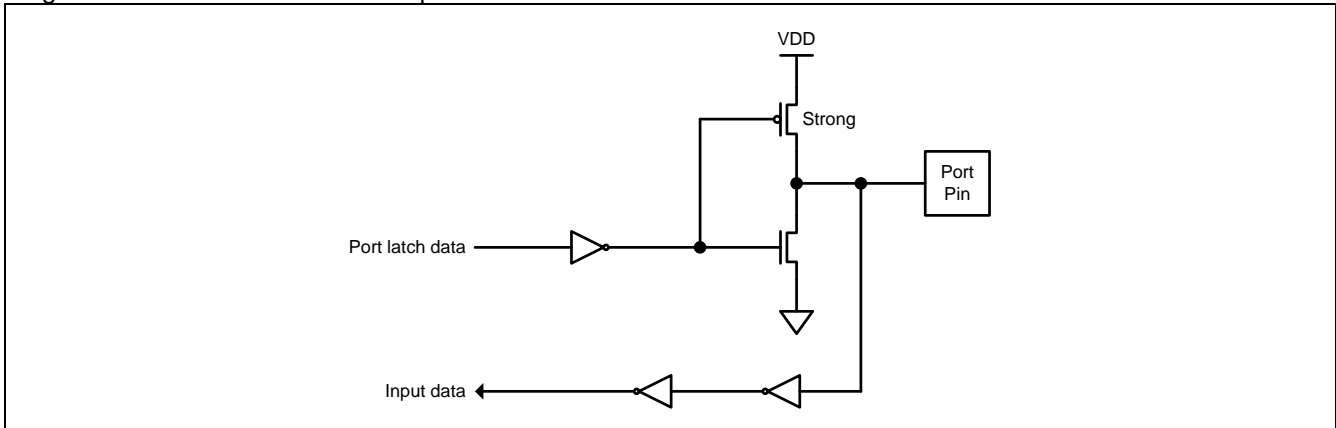 VDD
Strong
Port
Pin
Port latch data
Input data